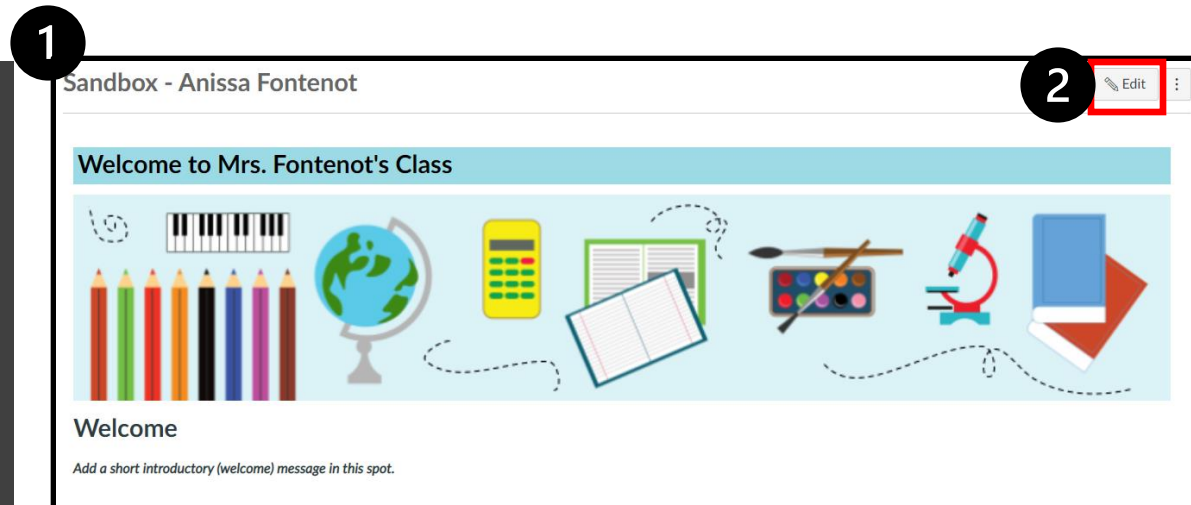 1
Sandbox - Anissa Fontenot
2
Edit
Welcome to Mrs. Fontenot's Class
Welcome
Add a short introductory (welcome) message in this spot.